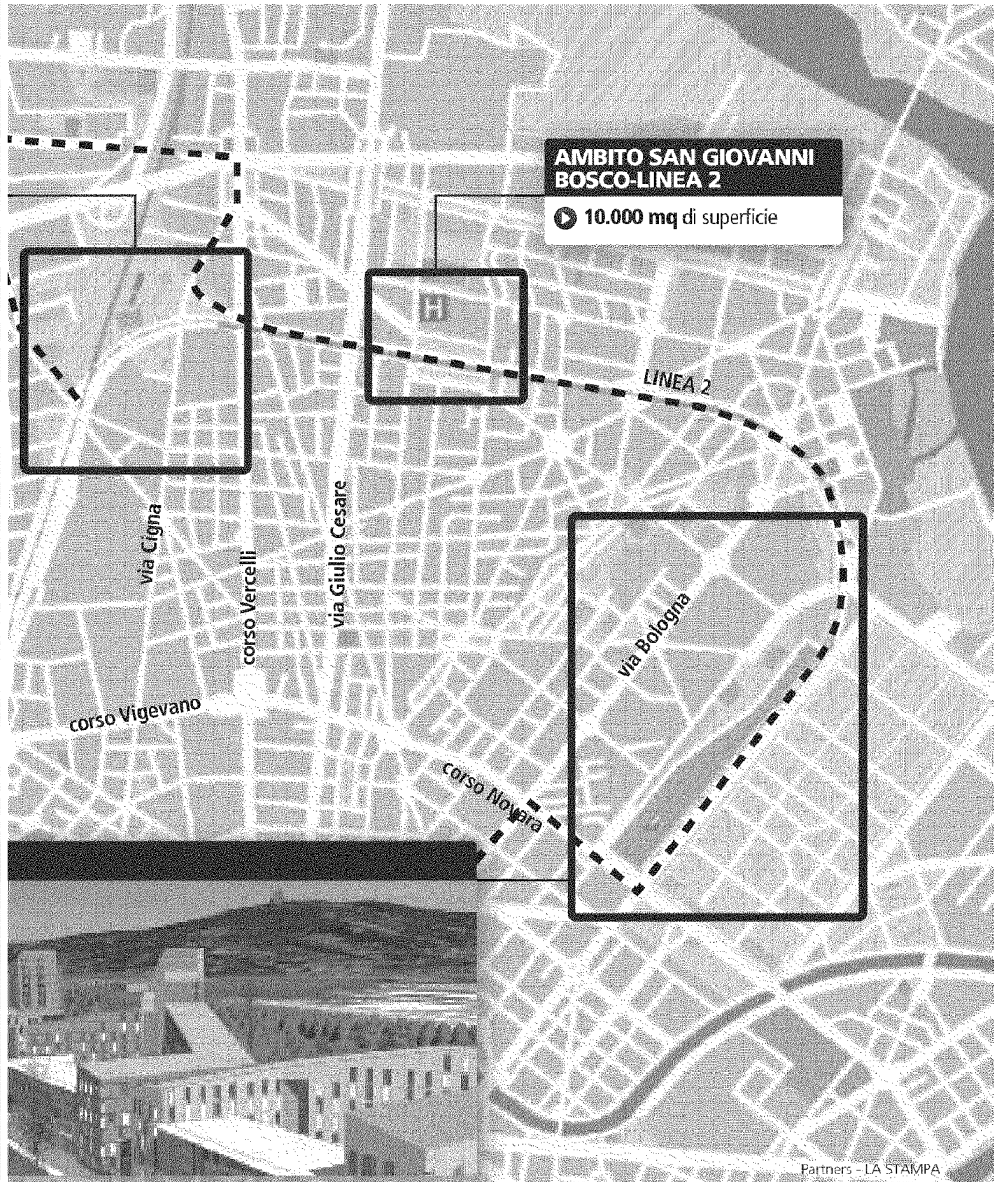 AMBITO SAN GIOVANNI
BOSCO-LINEA 2
10.000 mq di superficie
H
LINEA 2
via Cigna
corso Vercelli
via Giulio Cesare
via Bologna
corso Vigevano
corso Novara
Partners - LA STAMPA